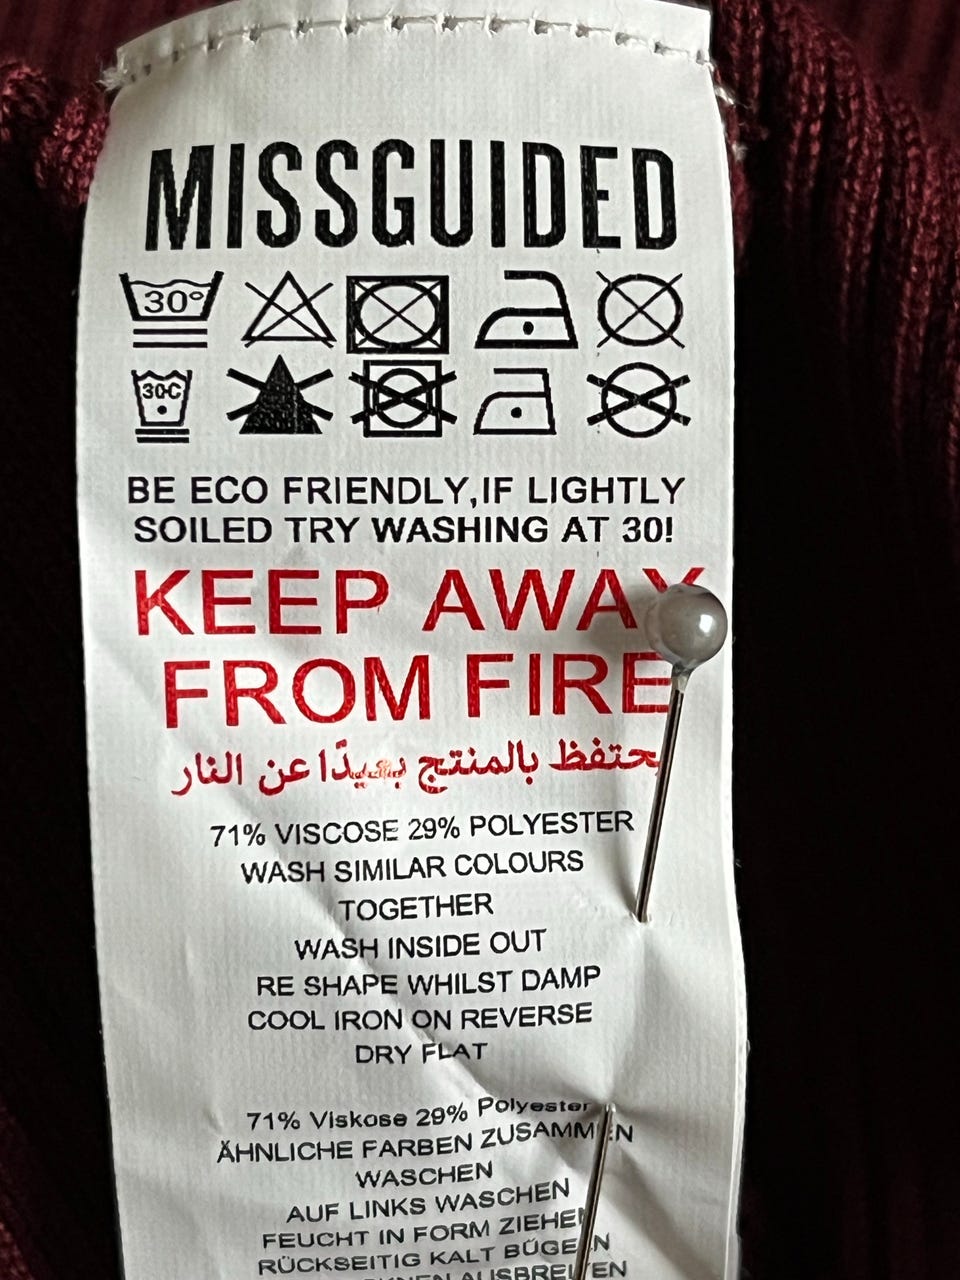 MISSGUIDED
30°
30C
BE ECO FRIENDLY,IF LIGHTLY
SOILED TRY WASHING AT 30!
KEEP AWAY
FROM FIRE
بالمنتج بعيدًا عن النار
71% VISCOSE 29% POLYESTER
WASH SIMILAR COLOURS
TOGETHER
WASH INSIDE OUT
RE SHAPE WHILST DAMP
COOL IRON ON REVERSE
DRY FLAT
71% Viskose 29% Polyester
ÄHNLICHE FARBEN ZUSAMMEN
WASCHEN
AUF LINKS WASCHEN
FEUCHT IN FORM ZIEHEN
RÜCKSEITIG KALT BÜGELN